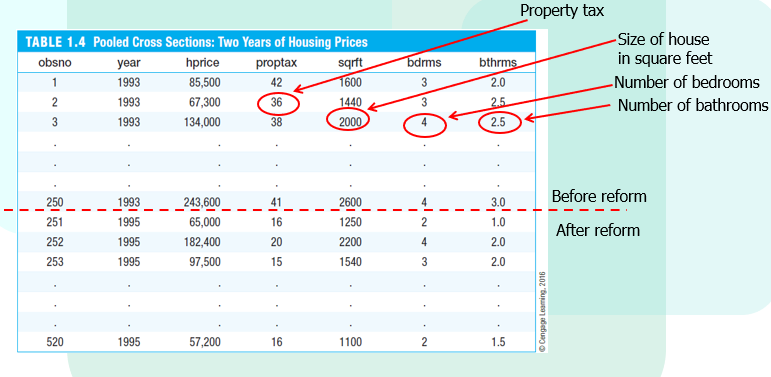 Property tax
TABLE 1.4 Pooled Cross Sections: Two Years of Housing Prices
Size of house
in square feet
obsno year hprice proptax sqrft bdrms bthrms
1 1993 85,500 42 1600 3 2.0
Number of bedrooms
2 1993 67,300 36 1440 3 2.5
Number of bathrooms
3 1993 134,000 38 2000 4 2.5
. . . . . . .
. . . . . . .
. . . . . . .
250 1993 243,600 41 2600 4 3.0
Before reform
251 1995 65,000 16 1250 2 1.0
After reform
252 1995 182,400 20 2200 4 2.0
253 1995 97,500 15 1540 3 2.0
. . . . . . .
. . . . . . .
. . . . . . .
520 1995 57,200 16 1100 2 1.5
© Cengage Learning, 2016